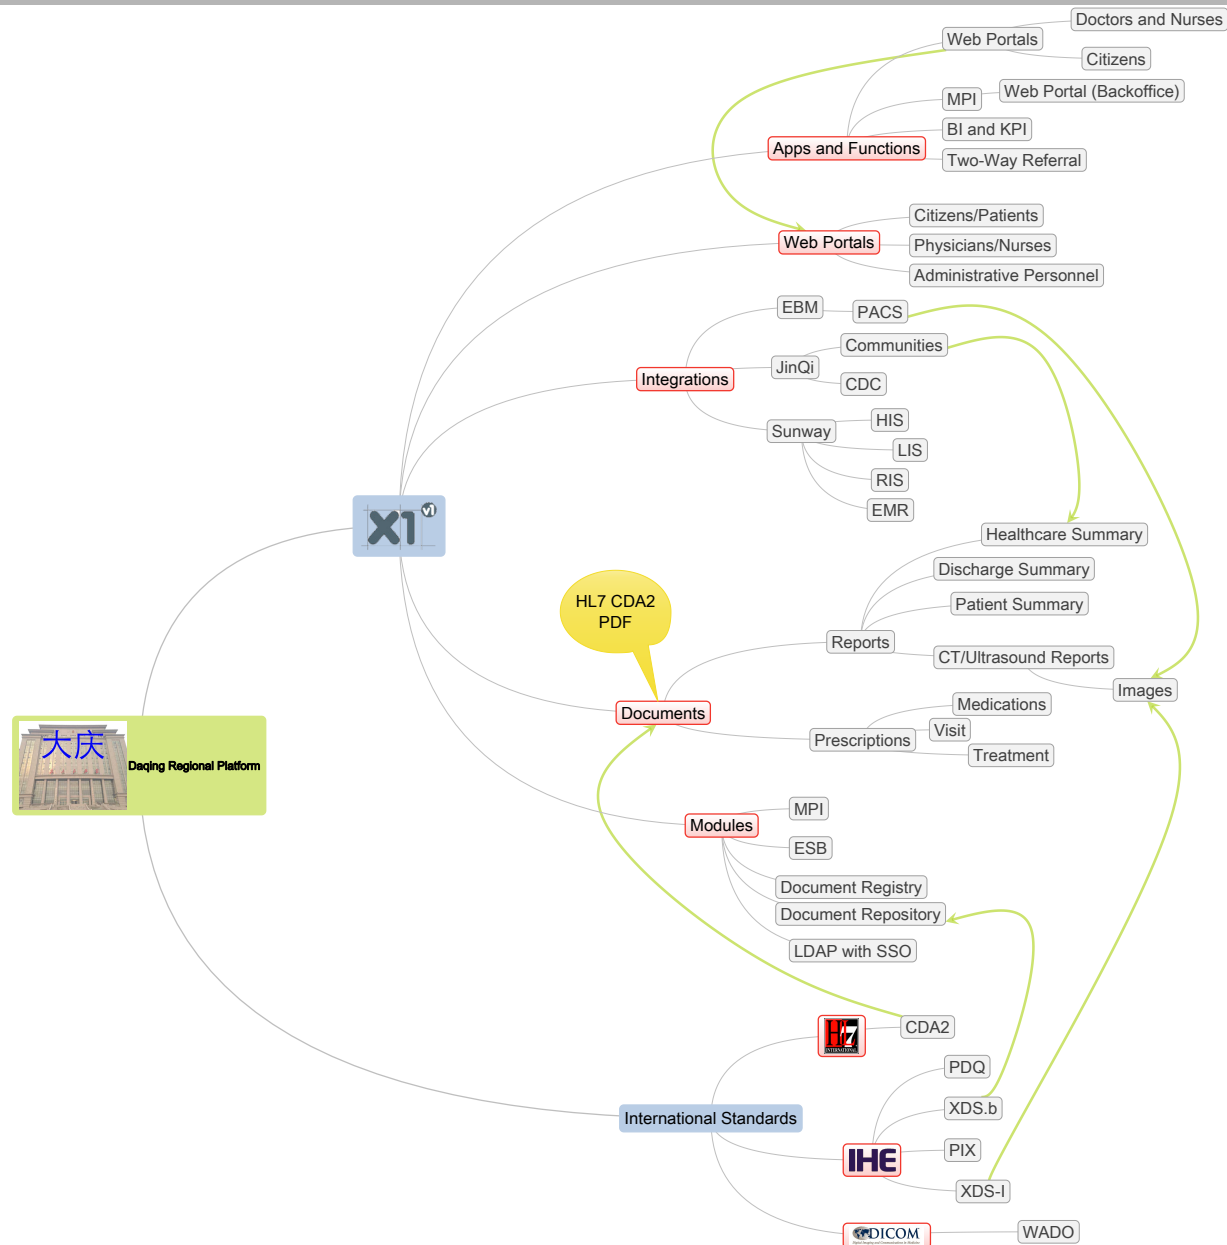 Doctors and Nurses
Web Portals
Citizens
Web Portal (Backoffice)
MPI
BI and KPI
Apps and Functions
Two-Way Referral
Citizens/Patients
Web Portals
Physicians/Nurses
Administrative Personnel
EBM
PACS
Communities
JinQi
Integrations
CDC
HIS
Sunway
LIS
RIS
EMR
X1
v1
Healthcare Summary
Discharge Summary
HL7 CDA2
PDF
Patient Summary
Reports
CT/Ultrasound Reports
Images
Medications
Documents
Visit
Prescriptions
Treatment
大庆
Daqing Regional Platform
MPI
Modules
ESB
Document Registry
Document Repository
LDAP with SSO
HL7
INTERNATIONAL
CDA2
PDQ
XDS.b
International Standards
PIX
IHE
XDS-I
WADO
DICOM